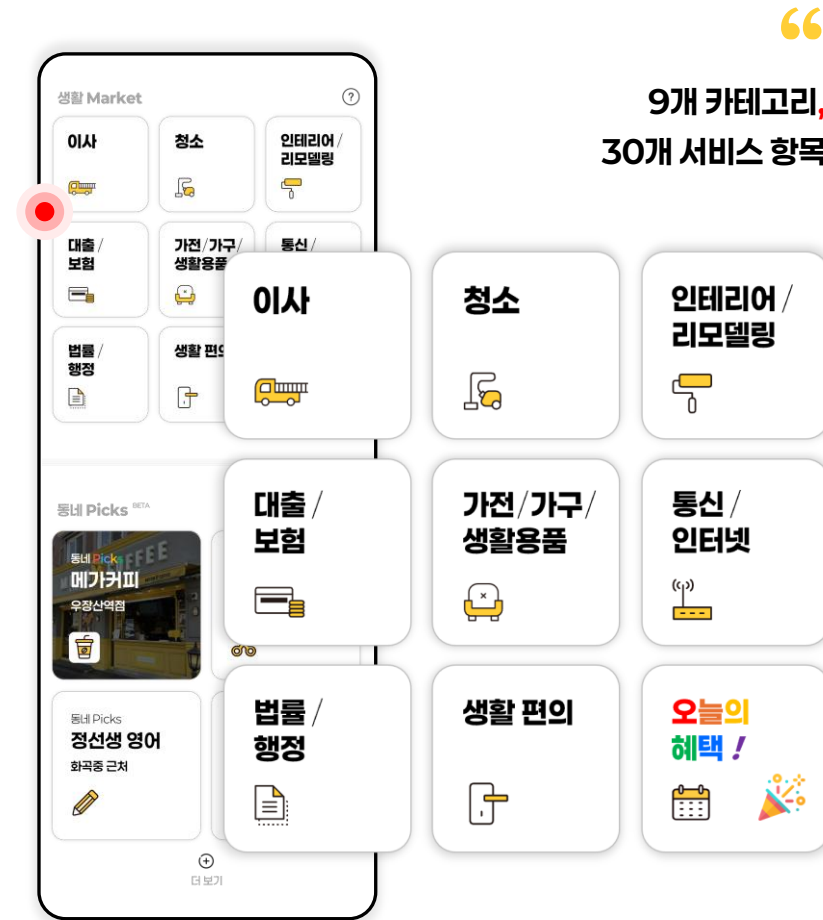 “
9개 카테고리,
30개 서비스 항목
생활 Market
?
이사
청소
인테리어 /
리모델링
대출 /
보험
가전/가구/
생활용품
통신 /
법률 /
행정
생활 편의
동네 Picks BETA
동네 Picks
메가커피
우장산역점
동네 Picks
정선생 영어
화곡중 근처
더 보기
이사
청소
인테리어 /
리모델링
대출 /
보험
가전/가구/
생활용품
통신 /
인터넷
법률 /
행정
생활 편의
오늘의
혜택 !